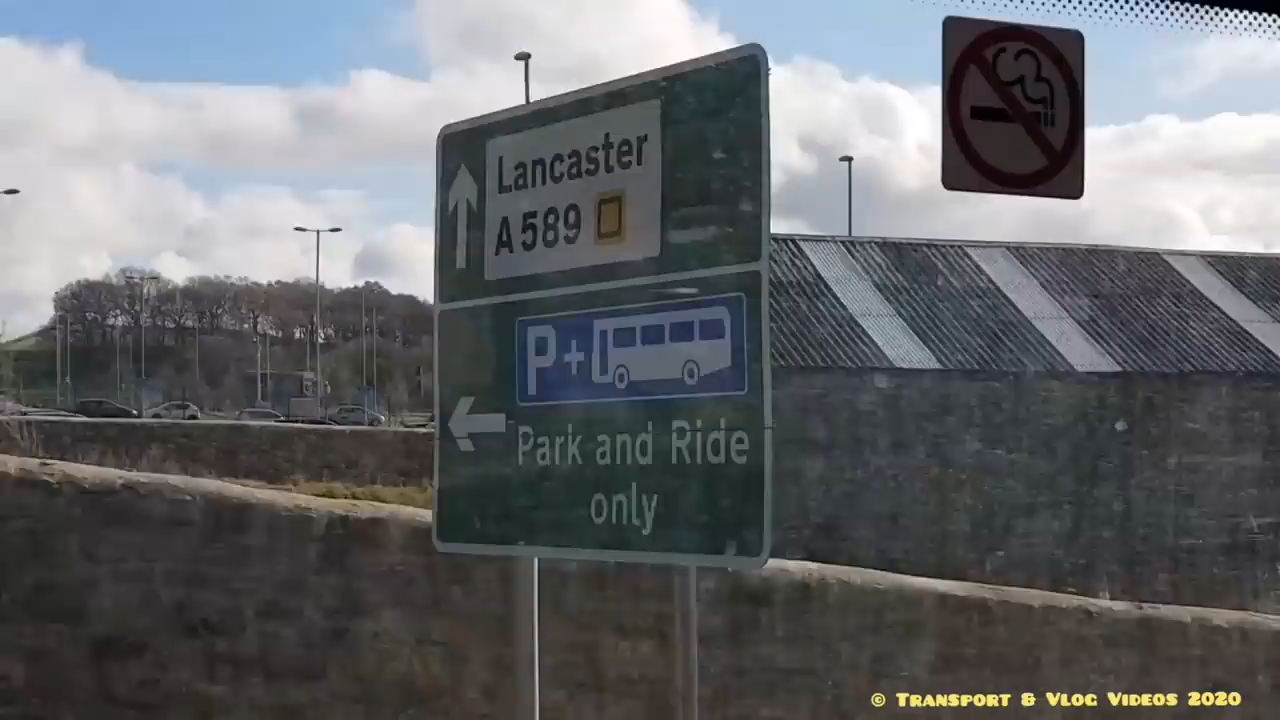 Lancaster
A589
P+
Park and Ride
only
© Transport & Vlog Videos 2020